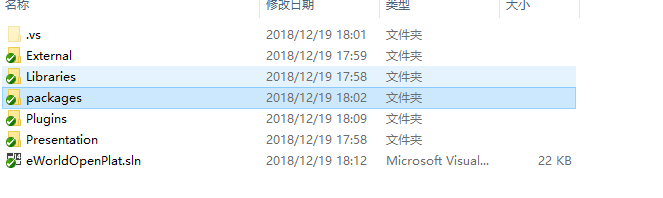 名称 修改日期 类型 大小
.vs 2018/12/19 18:01 文件夹
External 2018/12/19 17:59 文件夹
Libraries 2018/12/19 17:58 文件夹
packages 2018/12/19 18:02 文件夹
Plugins 2018/12/19 18:09 文件夹
Presentation 2018/12/19 17:58 文件夹
eWorldOpenPlat.sln 2018/12/19 18:12 Microsoft Visual... 22 KB